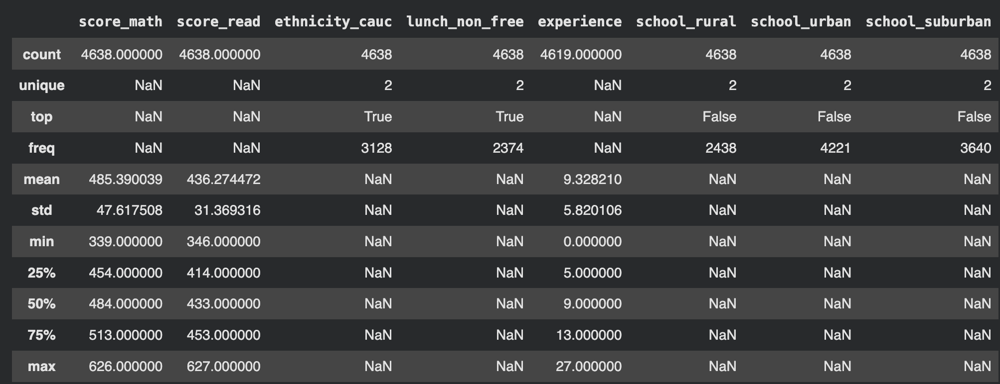 score_math score_read ethnicity_cauc lunch_non_free experience school_rural school_urban school_suburban
count 4638.000000 4638.000000 4638 4638 4619.000000 4638 4638 4638
unique NaN NaN 2 2 NaN 2 2 2
top NaN NaN True True NaN False False False
freq NaN NaN 3128 2374 NaN 2438 4221 3640
mean 485.390039 436.274472 NaN NaN 9.328210 NaN NaN NaN
std 47.617508 31.369316 NaN NaN 5.820106 NaN NaN NaN
min 339.000000 346.000000 NaN NaN 0.000000 NaN NaN NaN
25% 454.000000 414.000000 NaN NaN 5.000000 NaN NaN NaN
50% 484.000000 433.000000 NaN NaN 9.000000 NaN NaN NaN
75% 513.000000 453.000000 NaN NaN 13.000000 NaN NaN NaN
max 626.000000 627.000000 NaN NaN 27.000000 NaN NaN NaN